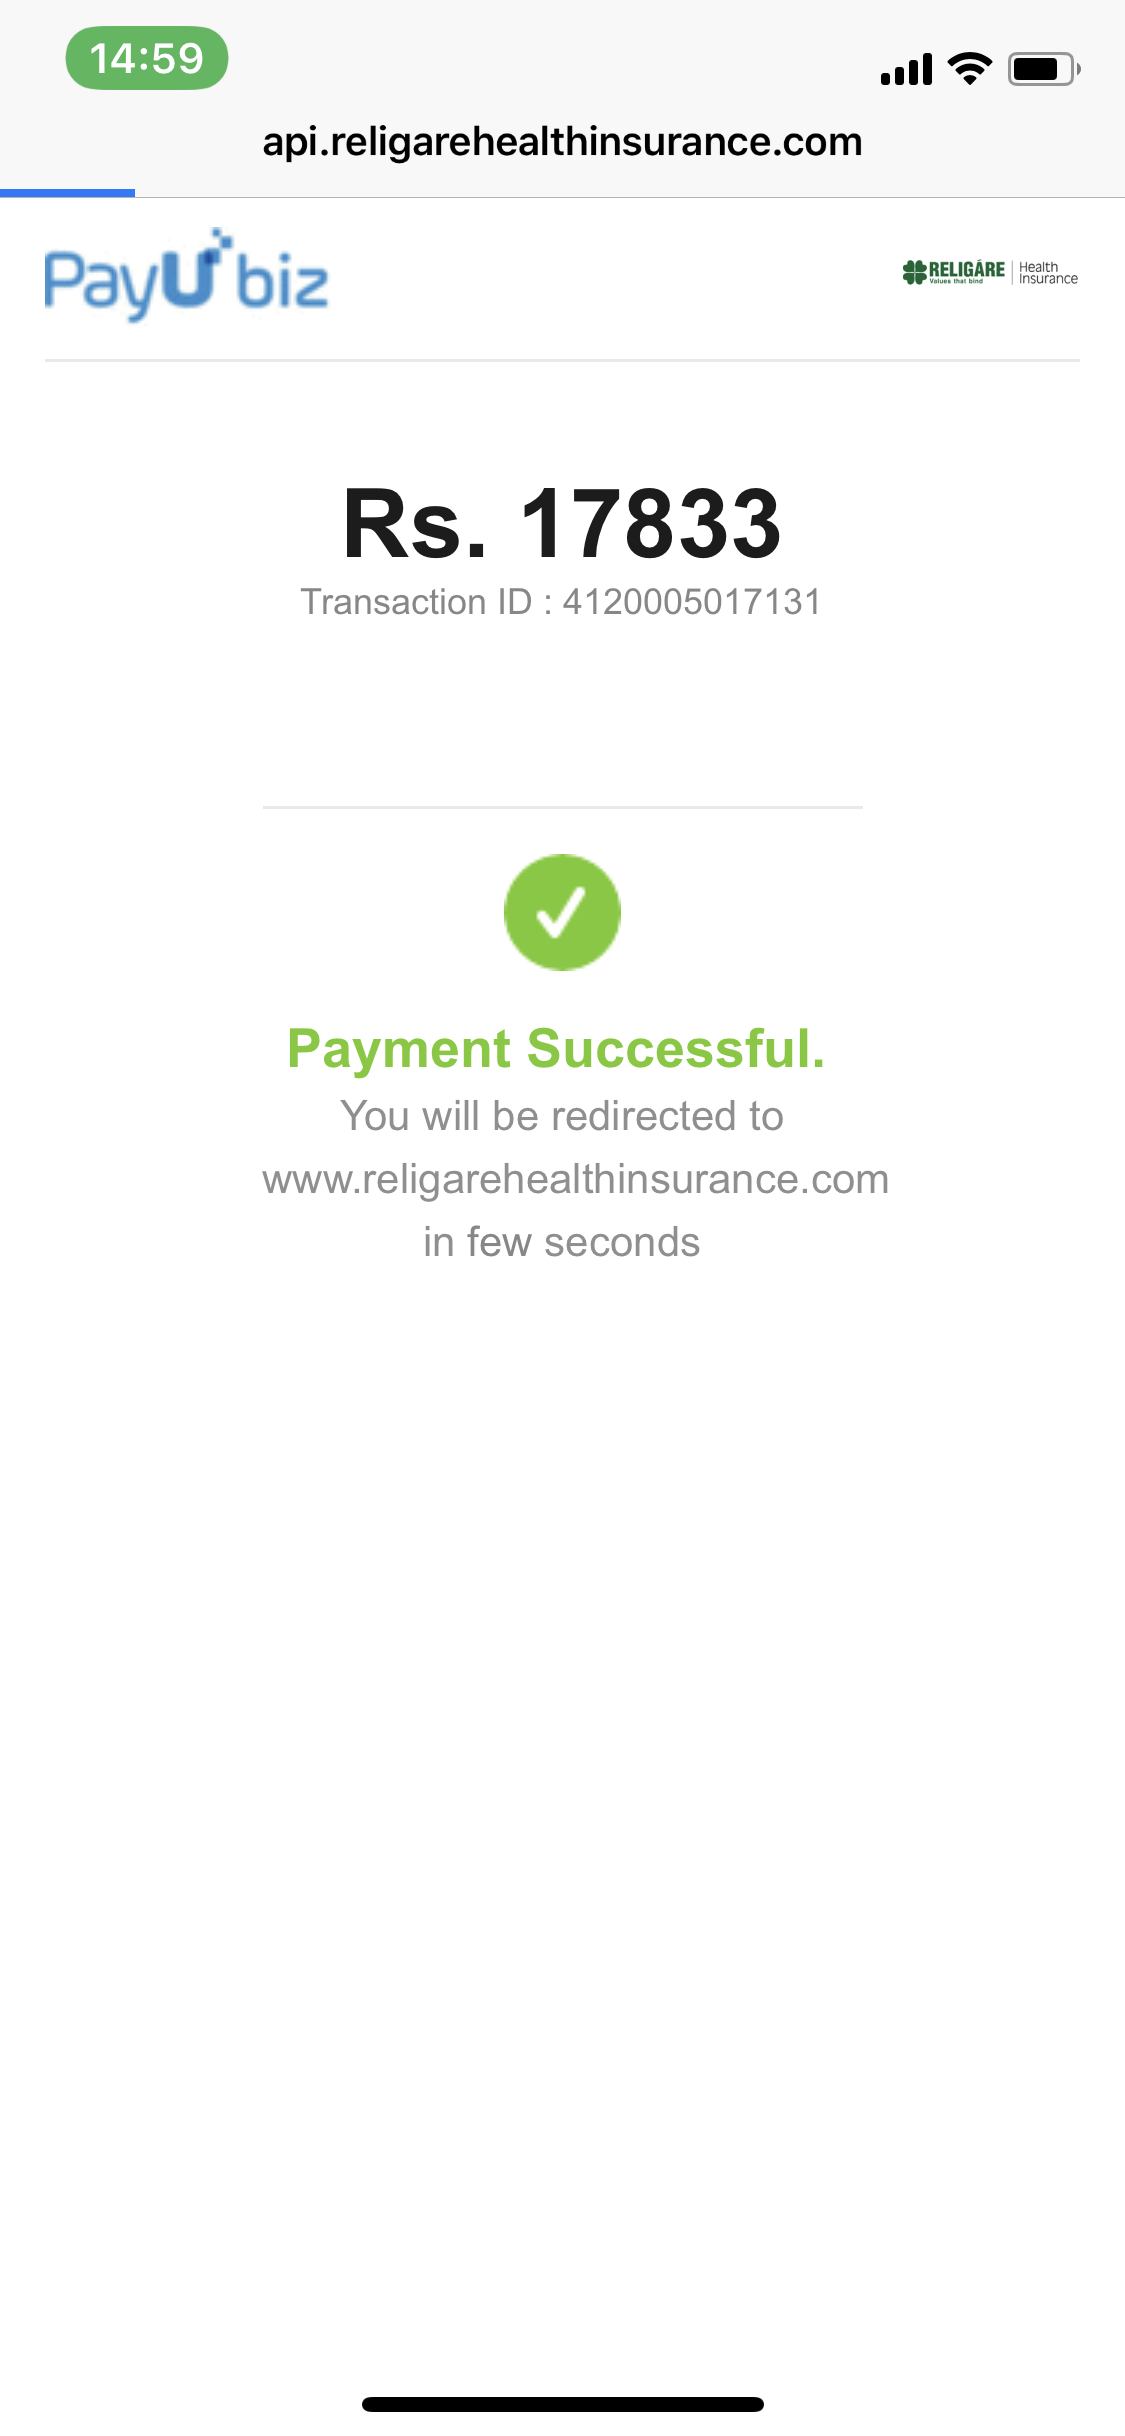 14:59
api.religarehealthinsurance.com
PayU biz
RELIGÁRE
Values that bind
Health
Insurance
Rs. 17833
Transaction ID : 4120005017131
Payment Successful.
You will be redirected to
www.religarehealthinsurance.com
in few seconds